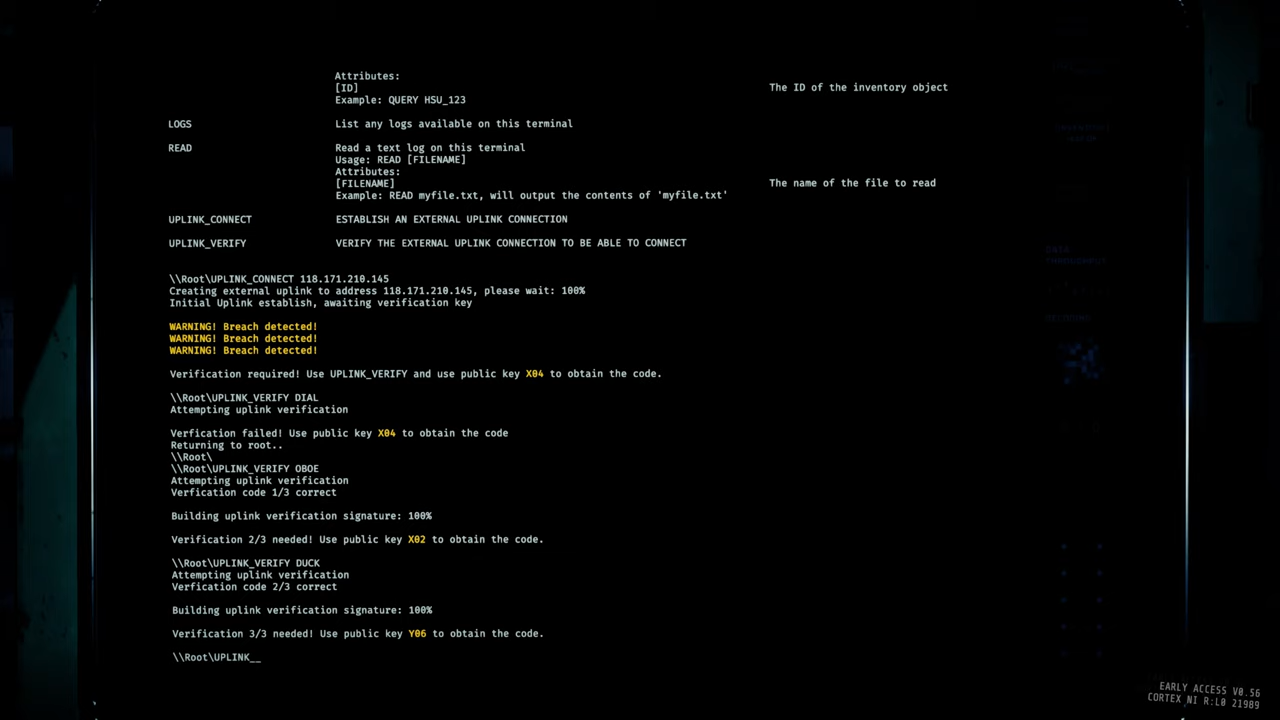 Attributes:
[ID] The ID of the inventory object
Example: QUERY HSU_123
LOGS List any logs available on this terminal
READ Read a text log on this terminal
Usage: READ [FILENAME]
Attributes:
[FILENAME] The name of the file to read
Example: READ myfile.txt, will output the contents of 'myfile.txt'
UPLINK_CONNECT ESTABLISH AN EXTERNAL UPLINK CONNECTION
UPLINK_VERIFY VERIFY THE EXTERNAL UPLINK CONNECTION TO BE ABLE TO CONNECT
\\Root\UPLINK_CONNECT 118.171.210.145
Creating external uplink to address 118.171.210.145, please wait: 100%
Initial Uplink establish, awaiting verification key
WARNING! Breach detected!
WARNING! Breach detected!
WARNING! Breach detected!
Verification required! Use UPLINK_VERIFY and use public key X04 to obtain the code.
\\Root\UPLINK_VERIFY DIAL
Attempting uplink verification
Verfication failed! Use public key X04 to obtain the code
Returning to root..
\\Root\
\\Root\UPLINK_VERIFY OBOE
Attempting uplink verification
Verfication code 1/3 correct
Building uplink verification signature: 100%
Verification 2/3 needed! Use public key X02 to obtain the code.
\\Root\UPLINK_VERIFY DUCK
Attempting uplink verification
Verfication code 2/3 correct
Building uplink verification signature: 100%
Verification 3/3 needed! Use public key Y06 to obtain the code.
\\Root\UPLINK__
DATA
THROUGHPUT
EARLY ACCESS V0.56
CORTEX_NI R:L0 21989